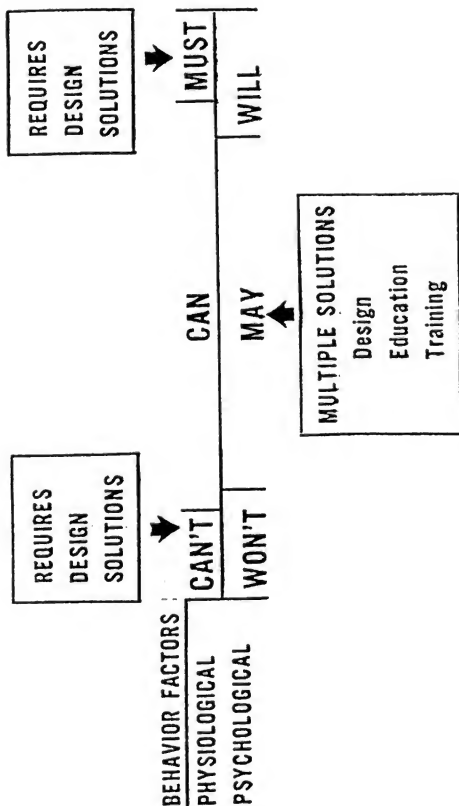 REQUIRES
DESIGN
SOLUTIONS
REQUIRES
DESIGN
SOLUTIONS
BEHAVIOR FACTORS
PHYSIOLOGICAL
CAN'T
CAN
MUST
PSYCHOLOGICAL
WON'T
MAY
WILL
MULTIPLE SOLUTIONS
Design
Education
Training